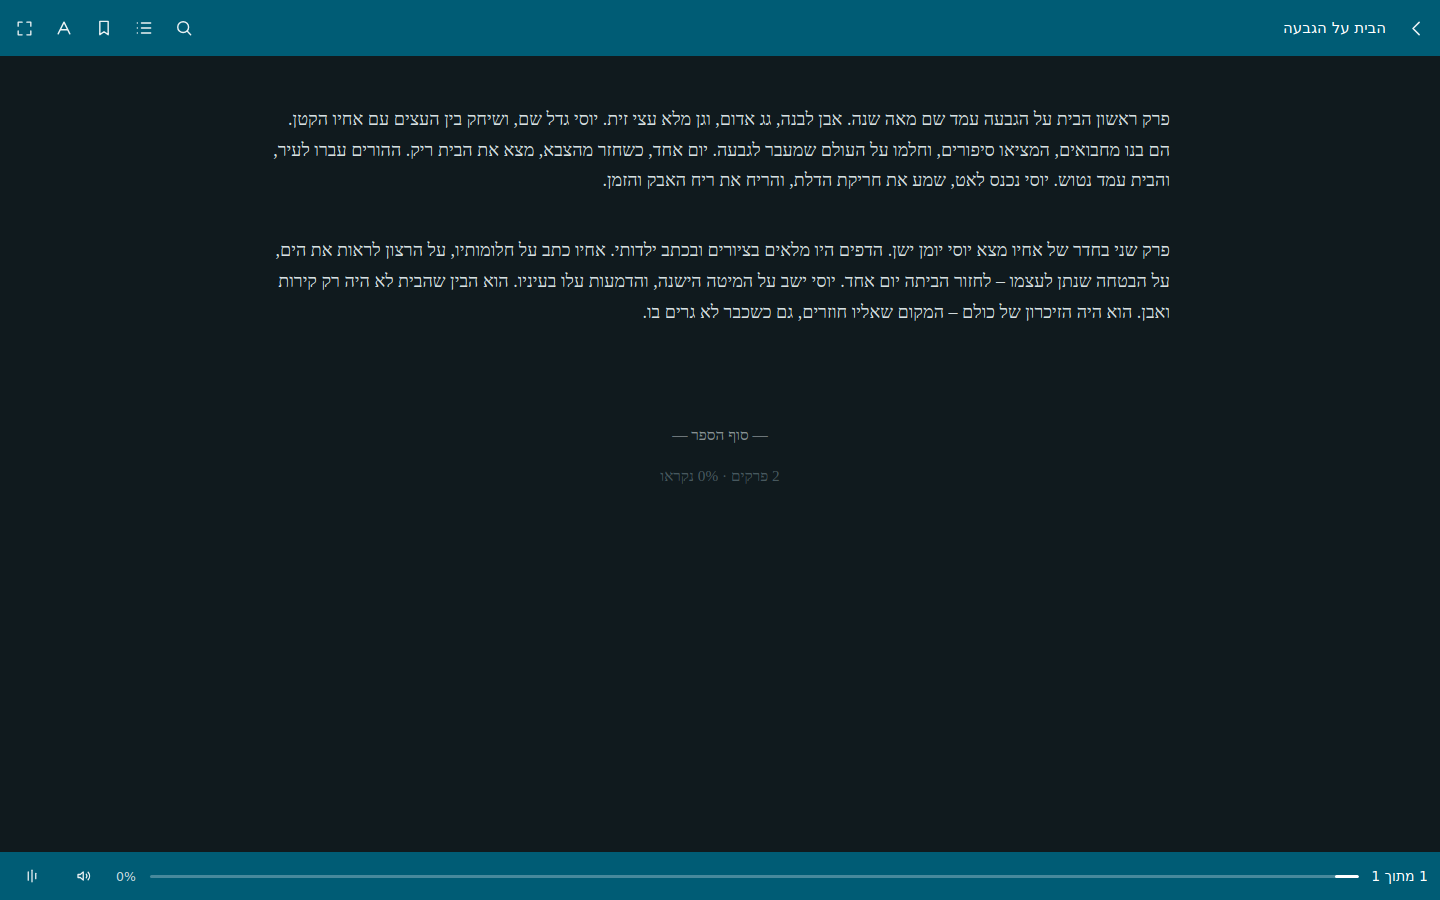 הבית על הגבעה
פרק ראשון הבית על הגבעה עמד שם מאה שנה. אבן לבנה, גג אדום, וגן מלא עצי זית. יוסי גדל שם, ושיחק בין העצים עם אחיו הקטן.
הם בנו מחבואים, המציאו סיפורים, וחלמו על העולם שמעבר לגבעה. יום אחד, כשחזר מהצבא, מצא את הבית ריק. ההורים עברו לעיר,
והבית עמד נטוש. יוסי נכנס לאט, שמע את חריקת הדלת, והריח את ריח האבק והזמן.
פרק שני בחדר של אחיו מצא יוסי יומן ישן. הדפים היו מלאים בציורים ובכתב ילדותי. אחיו כתב על חלומותיו, על הרצון לראות את הים,
על הבטחה שנתן לעצמו – לחזור הביתה יום אחד. יוסי ישב על המיטה הישנה, והדמעות עלו בעיניו. הוא הבין שהבית לא היה רק קירות
ואבן. הוא היה הזיכרון של כולם – המקום שאליו חוזרים, גם כשכבר לא גרים בו.
— סוף הספר —
2 פרקים · 0% נקראו
1 מתוך 1
0%